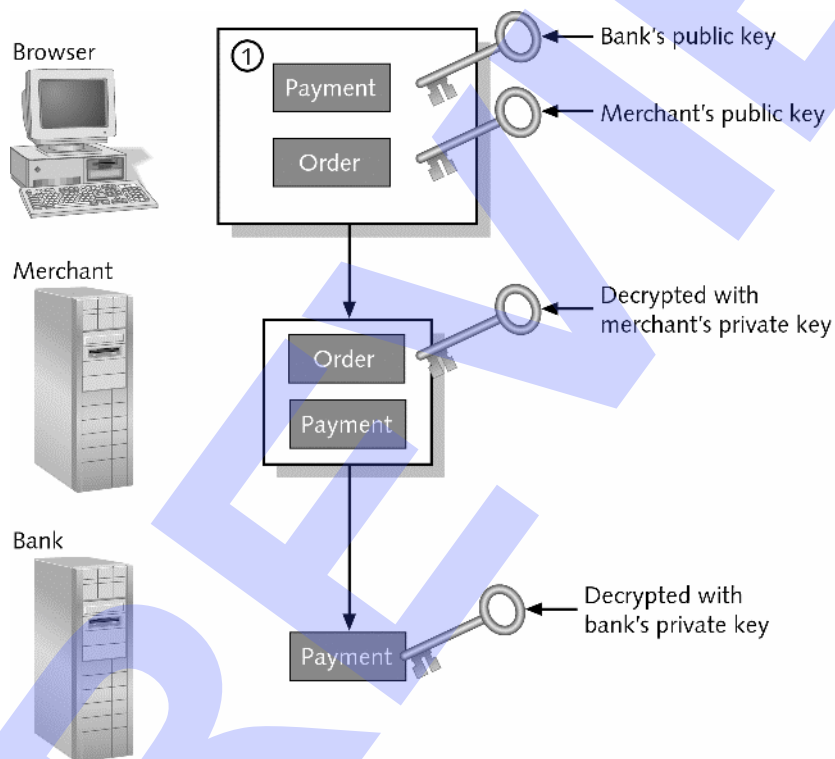 Browser
1
Payment
Bank's public key
Order
Merchant's public key
Merchant
Order
Decrypted with
merchant's private key
Payment
Bank
Payment
Decrypted with
bank's private key